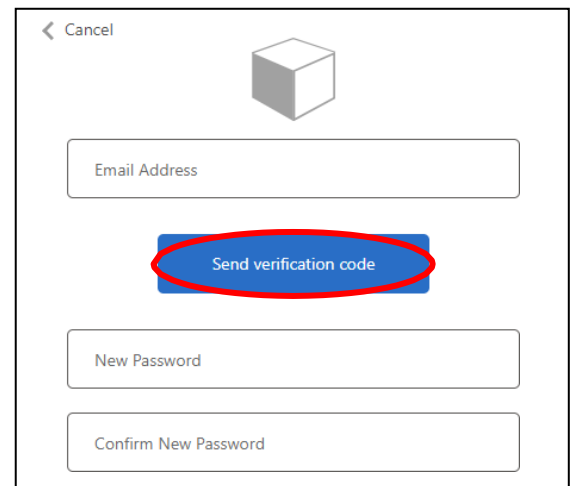 Cancel
Email Address
Send verification code
New Password
Confirm New Password